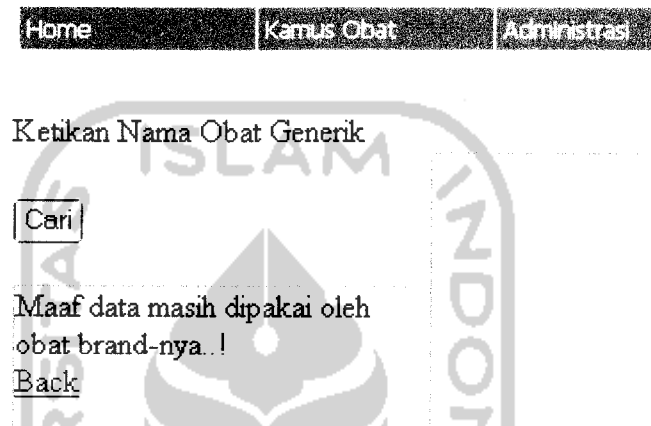 Home Kamus Obat Administrasi
Ketikan Nama Obat Generik
Cari
Maaf data masih dipakai oleh
obat brand-nya..!
Back
ISLAM